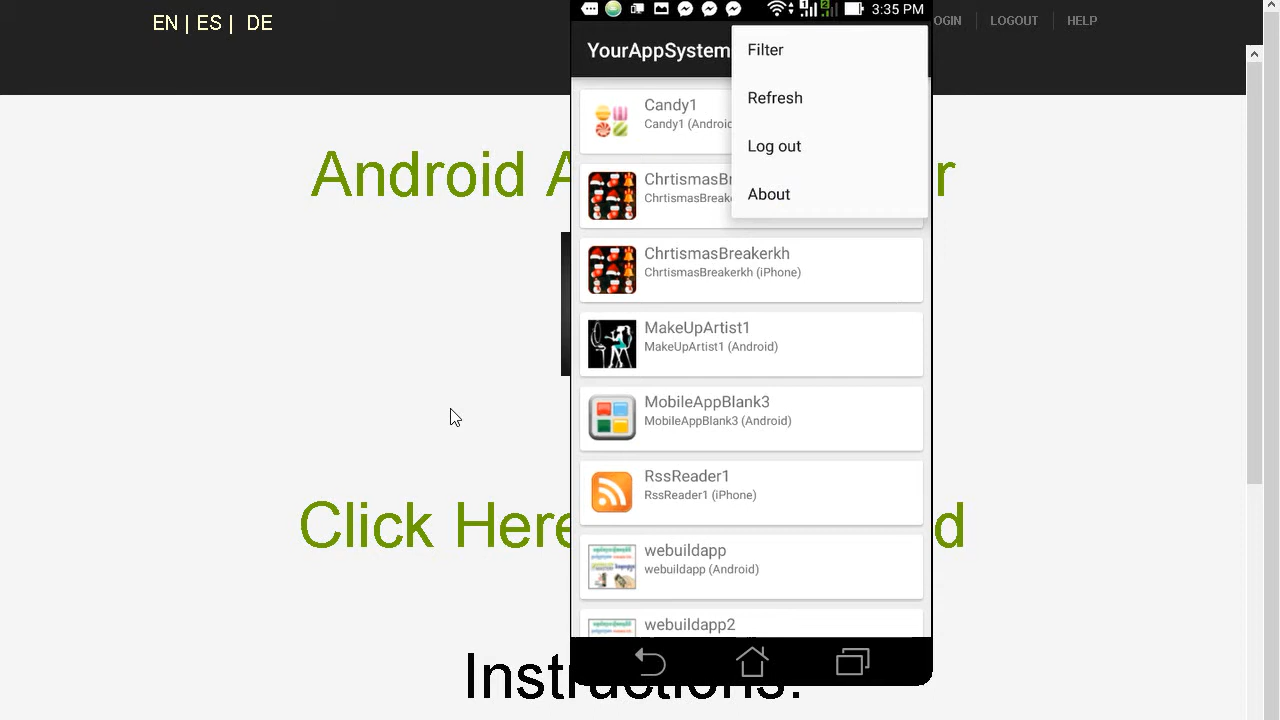 EN | ES | DE
OGIN LOGOUT HELP
3:35 PM
YourAppSystem
Filter
Refresh
Log out
About
Candy1
Candy1 (Androi
ChrtismasB
ChrtismasBreake
ChrtismasBreakerkh
ChrtismasBreakerkh (iPhone)
MakeUpArtist1
MakeUpArtist1 (Android)
MobileAppBlank3
MobileAppBlank3 (Android)
RssReader1
RssReader1 (iPhone)
webuildapp
webuildapp (Android)
webuildapp2
Android A r
Click Here d
Instructions: